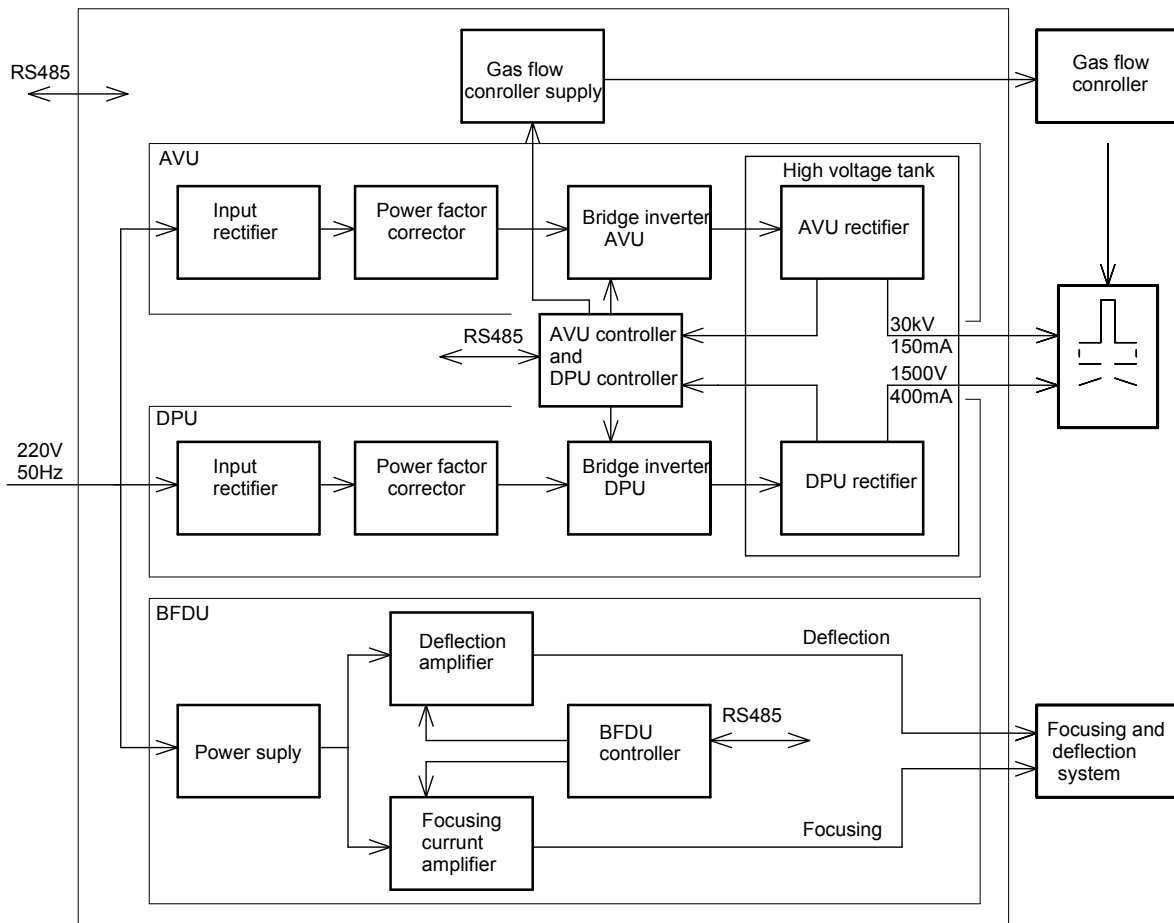 RS485
Gas flow
conroller supply
Gas flow
conroller
AVU
High voltage tank
Input
rectifier
Power factor
corrector
Bridge inverter
AVU
AVU rectifier
RS485
AVU controller
and
DPU controller
30kV
150mA
1500V
400mA
DPU
220V
50Hz
Input
rectifier
Power factor
corrector
Bridge inverter
DPU
DPU rectifier
BFDU
Deflection
amplifier
Deflection
Power suply
BFDU
controller
RS485
Focusing and
deflection
system
Focusing
currunt
amplifier
Focusing